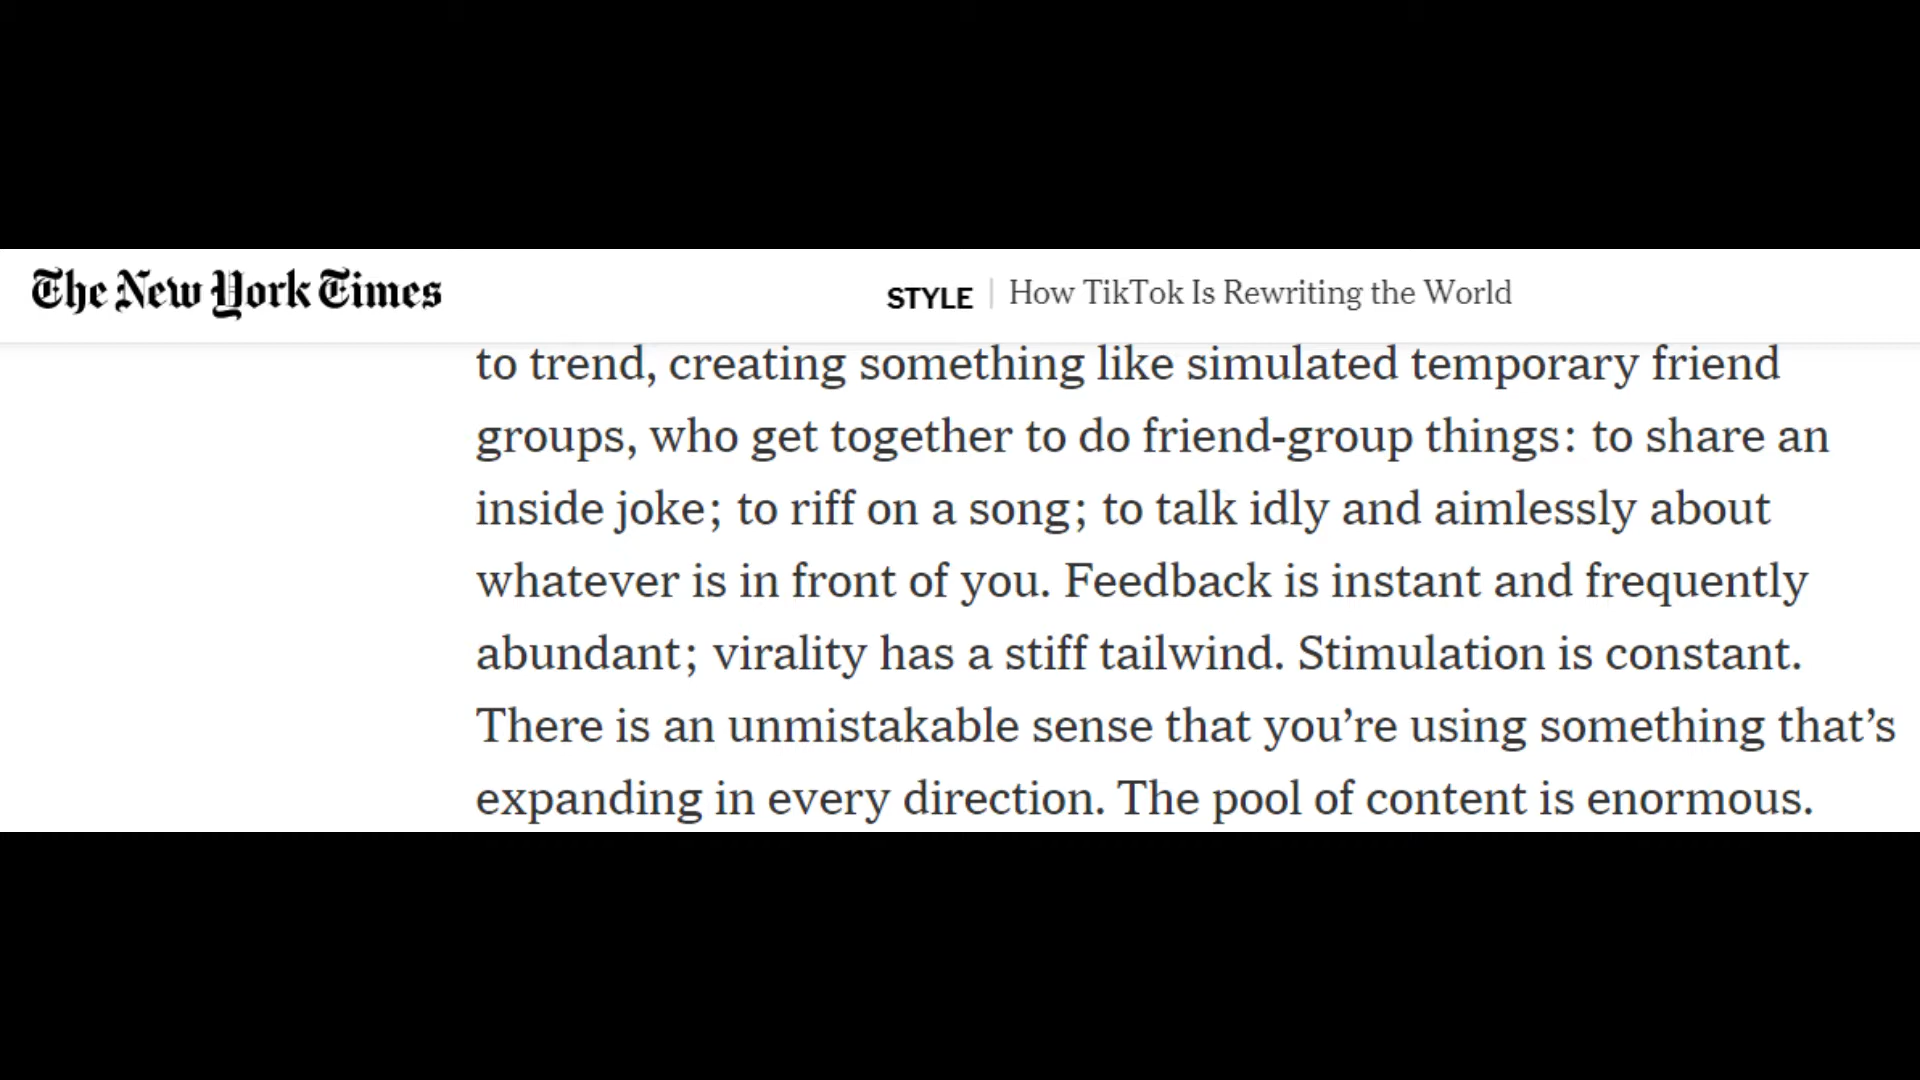 The New York Times
STYLE | How TikTok Is Rewriting the World
to trend, creating something like simulated temporary friend
groups, who get together to do friend-group things: to share an
inside joke; to riff on a song; to talk idly and aimlessly about
whatever is in front of you. Feedback is instant and frequently
abundant; virality has a stiff tailwind. Stimulation is constant.
There is an unmistakable sense that you’re using something that’s
expanding in every direction. The pool of content is enormous.